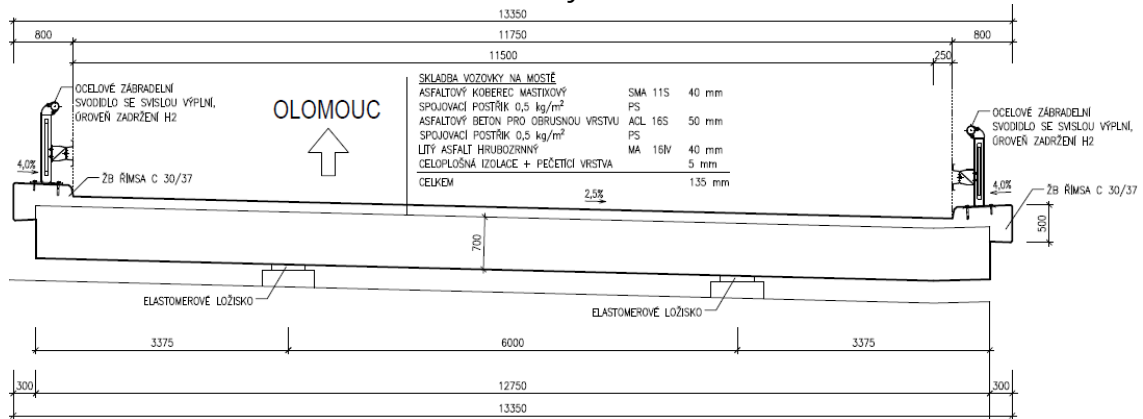 13350
800
11750
800
11500
250
OCELOVÉ ZÁBRADELNÍ
SVODIDLO SE SVISLOU VÝPLNÍ,
ÚROVEŇ ZADRŽENÍ H2
4,0%
ŽB ŘÍMSA C 30/37
OLOMOUC
SKLADBA VOZOVKY NA MOSTĚ
ASFALTOVÝ KOBEREC MASTIXOVÝ SMA 11S 40 mm
SPOJOVACÍ POSTŘIK 0,5 kg/m² PS
ASFALTOVÝ BETON PRO OBRUSNOU VRSTVU ACL 16S 50 mm
SPOJOVACÍ POSTŘIK 0,5 kg/m² PS
LITÝ ASFALT HRUBOZRNNÝ MA 16IV 40 mm
CELOPLOŠNÁ IZOLACE + PEČETÍCÍ VRSTVA 5 mm
CELKEM 135 mm
2,5%
OCELOVÉ ZÁBRADELNÍ
SVODIDLO SE SVISLOU VÝPLNÍ,
ÚROVEŇ ZADRŽENÍ H2
4,0%
ŽB ŘÍMSA C 30/37
500
700
ELASTOMEROVÉ LOŽISKO
ELASTOMEROVÉ LOŽISKO
3375
6000
3375
300
12750
300
13350